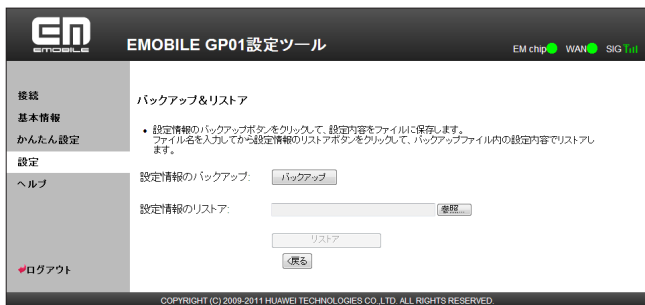 EM
EMOBILE
EMOBILE GP01設定ツール
EM chip WAN SIG
接続
基本情報
かんたん設定
設定
ヘルプ
ログアウト
バックアップ&リストア
• 設定情報のバックアップボタンをクリックして、設定内容をファイルに保存します。
ファイル名を入力してから設定情報のリストアボタンをクリックして、バックアップファイル内の設定内容でリストアし
ます。
設定情報のバックアップ: バックアップ
設定情報のリストア: 参照...
リストア
<戻る
COPYRIGHT (C) 2009-2011 HUAWEI TECHNOLOGIES CO.,LTD. ALL RIGHTS RESERVED.